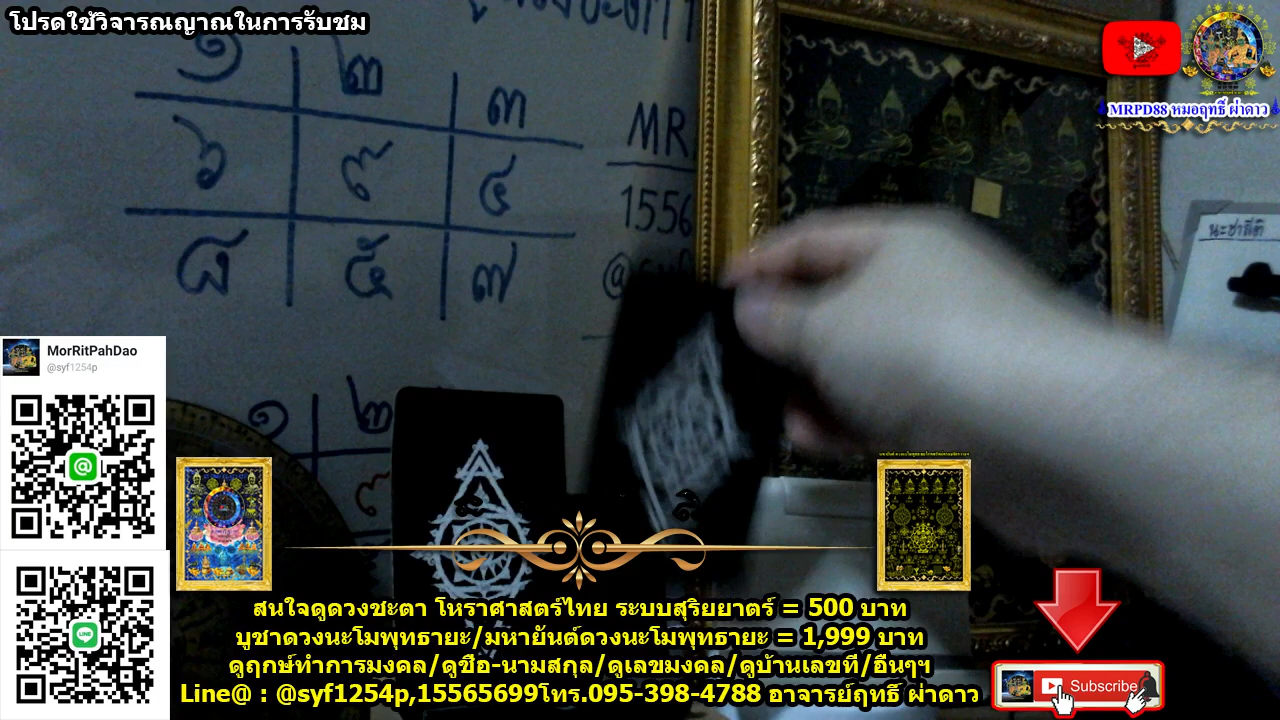 โปรดใช้วิจารณญาณในการรับชม
MRPD88 หมอฤทธิ์ ผ่าดาว
๑ ๒ ๓
๖ ๙ ๔
๘ ๕ ๗
MR
1556
นะชาลีติ
MorRitPahDao
@syf1254p
๑ ๒
สนใจดูดวงชะตา โหราศาสตร์ไทย ระบบสุริยยาตร์ = 500 บาท
บูชาดวงนะโมพุทธายะ/มหายันต์ดวงนะโมพุทธายะ = 1,999 บาท
ดูฤกษ์ทำการมงคล/ดูชื่อ-นามสกุล/ดูเลขมงคล/ดูบ้านเลขที่/อื่นๆฯ
Line@ : @syf1254p,15565699โทร.095-398-4788 อาจารย์ฤทธิ์ ผ่าดาว
Subscribe